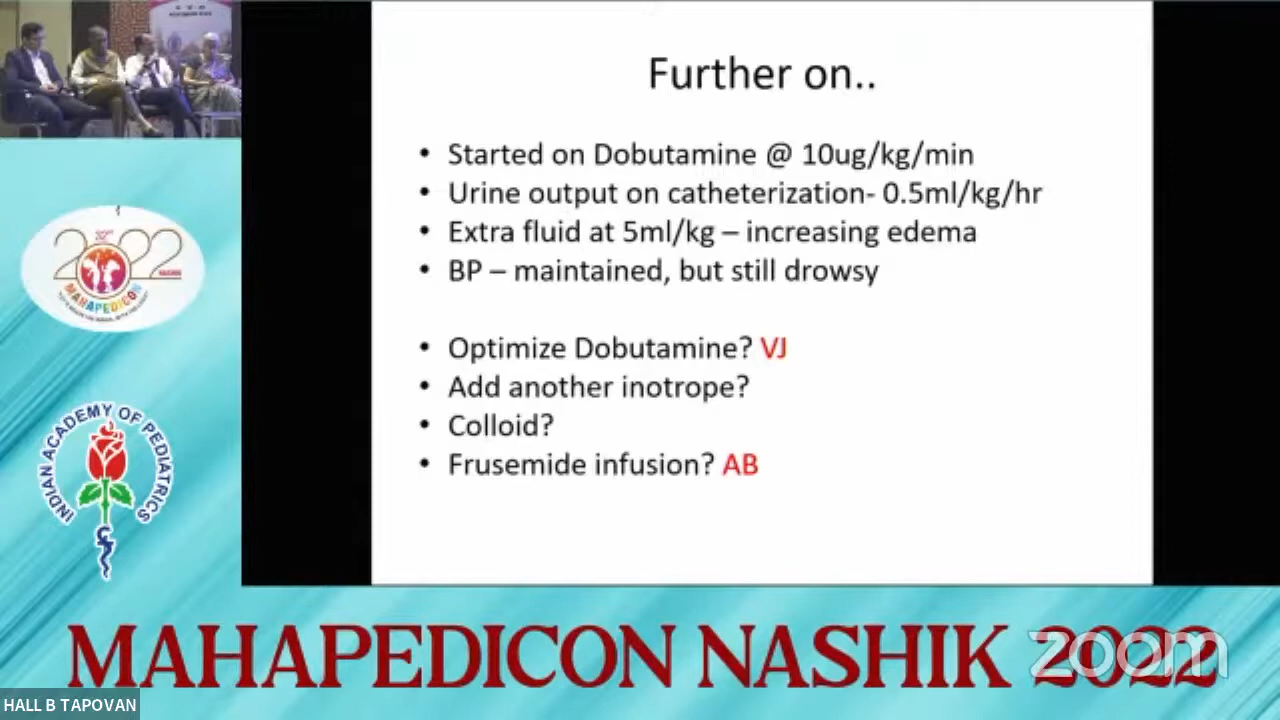 Further on..
• Started on Dobutamine @ 10ug/kg/min
• Urine output on catheterization- 0.5ml/kg/hr
• Extra fluid at 5ml/kg – increasing edema
• BP – maintained, but still drowsy
• Optimize Dobutamine? VJ
• Add another inotrope?
• Colloid?
• Frusemide infusion? AB
2022
MAHAPEDICON
INDIAN ACADEMY OF PEDIATRICS
MAHAPEDICON NASHIK 2022
zoom
HALL B TAPOVAN